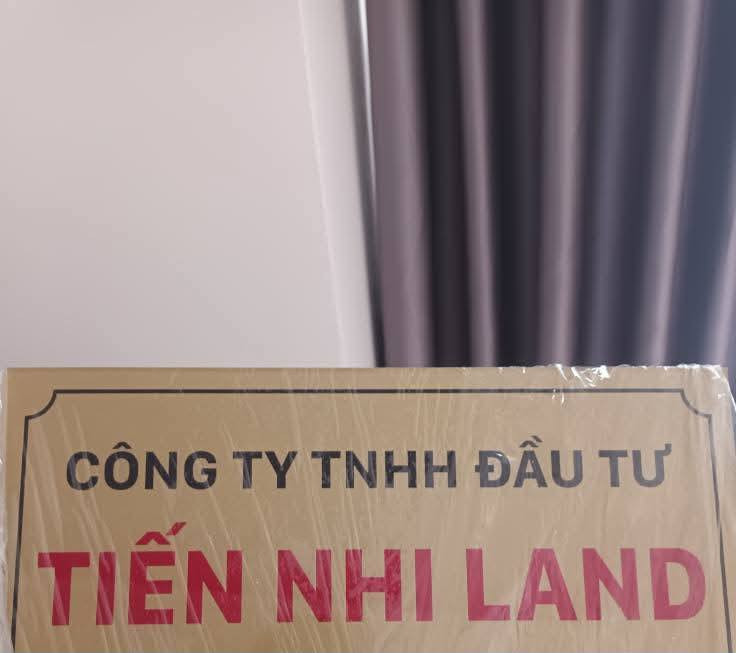 CÔNG TY TNHH ĐẦU TƯ
TIẾN NHI LAND